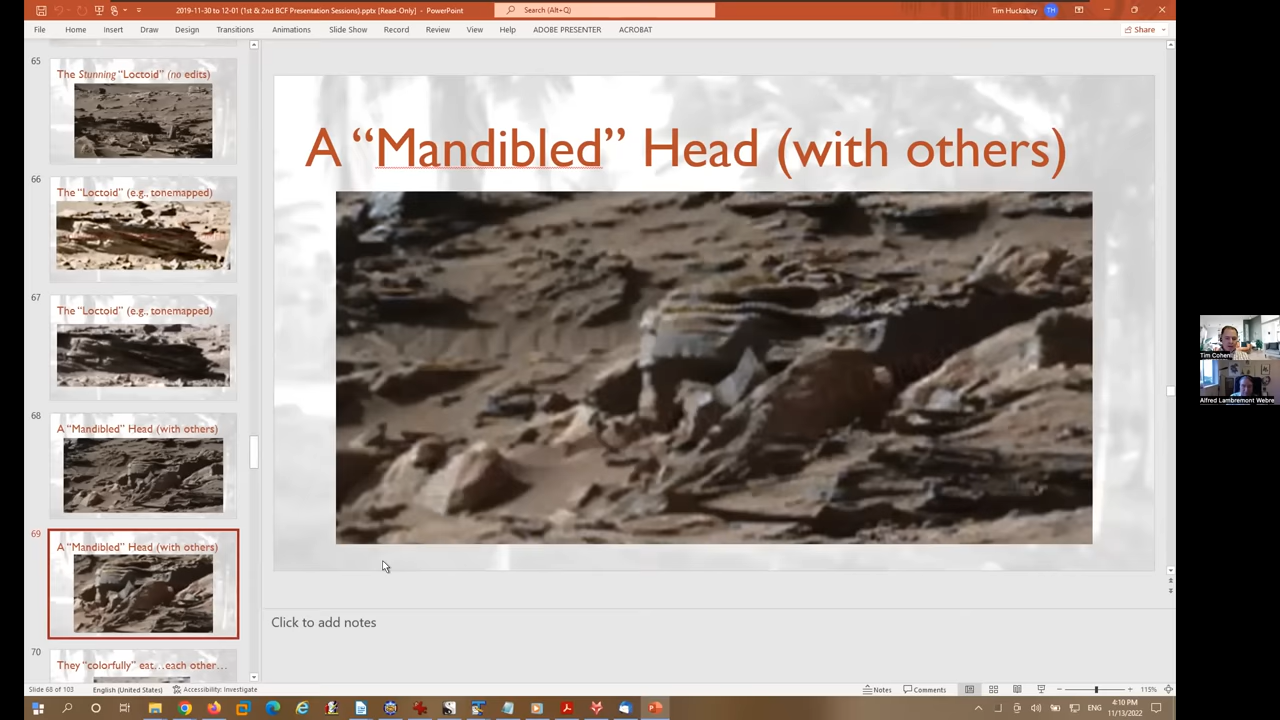 2019-11-30 to 12-01 (1st & 2nd BCF Presentation Sessions).pptx [Read-Only] – PowerPoint
Search (Alt+Q)
Tim Huckabay
TH
File Home Insert Draw Design Transitions Animations Slide Show Record Review View Help ADOBE PRESENTER ACROBAT
Share
65
The Stunning “Loctoid” (no edits)
66
The “Loctoid” (e.g., tonemapped)
67
The “Loctoid” (e.g., tonemapped)
68
A “Mandibled” Head (with others)
69
A “Mandibled” Head (with others)
70
They “colorfully” eat…each other…
A “Mandibled” Head (with others)
Click to add notes
Tim Cohen
Alfred Lambremont Webre
Slide 68 of 103
English (United States)
Accessibility: Investigate
Notes
Comments
115%
ENG
4:10 PM
11/13/2022